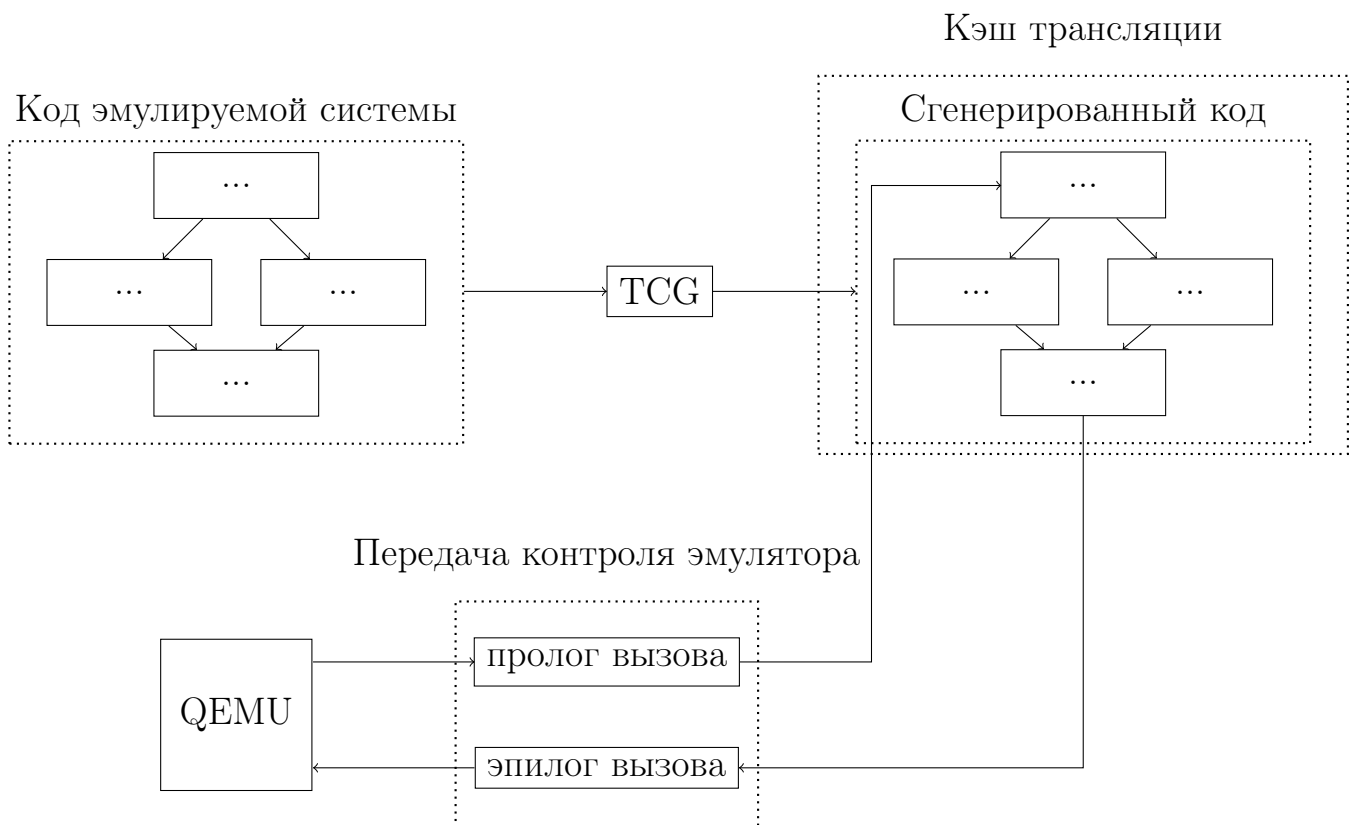 Кэш трансляции
Код эмулируемой системы
Сгенерированный код
...
...
...
...
...
TCG
...
...
...
Передача контроля эмулятора
пролог вызова
QEMU
эпилог вызова